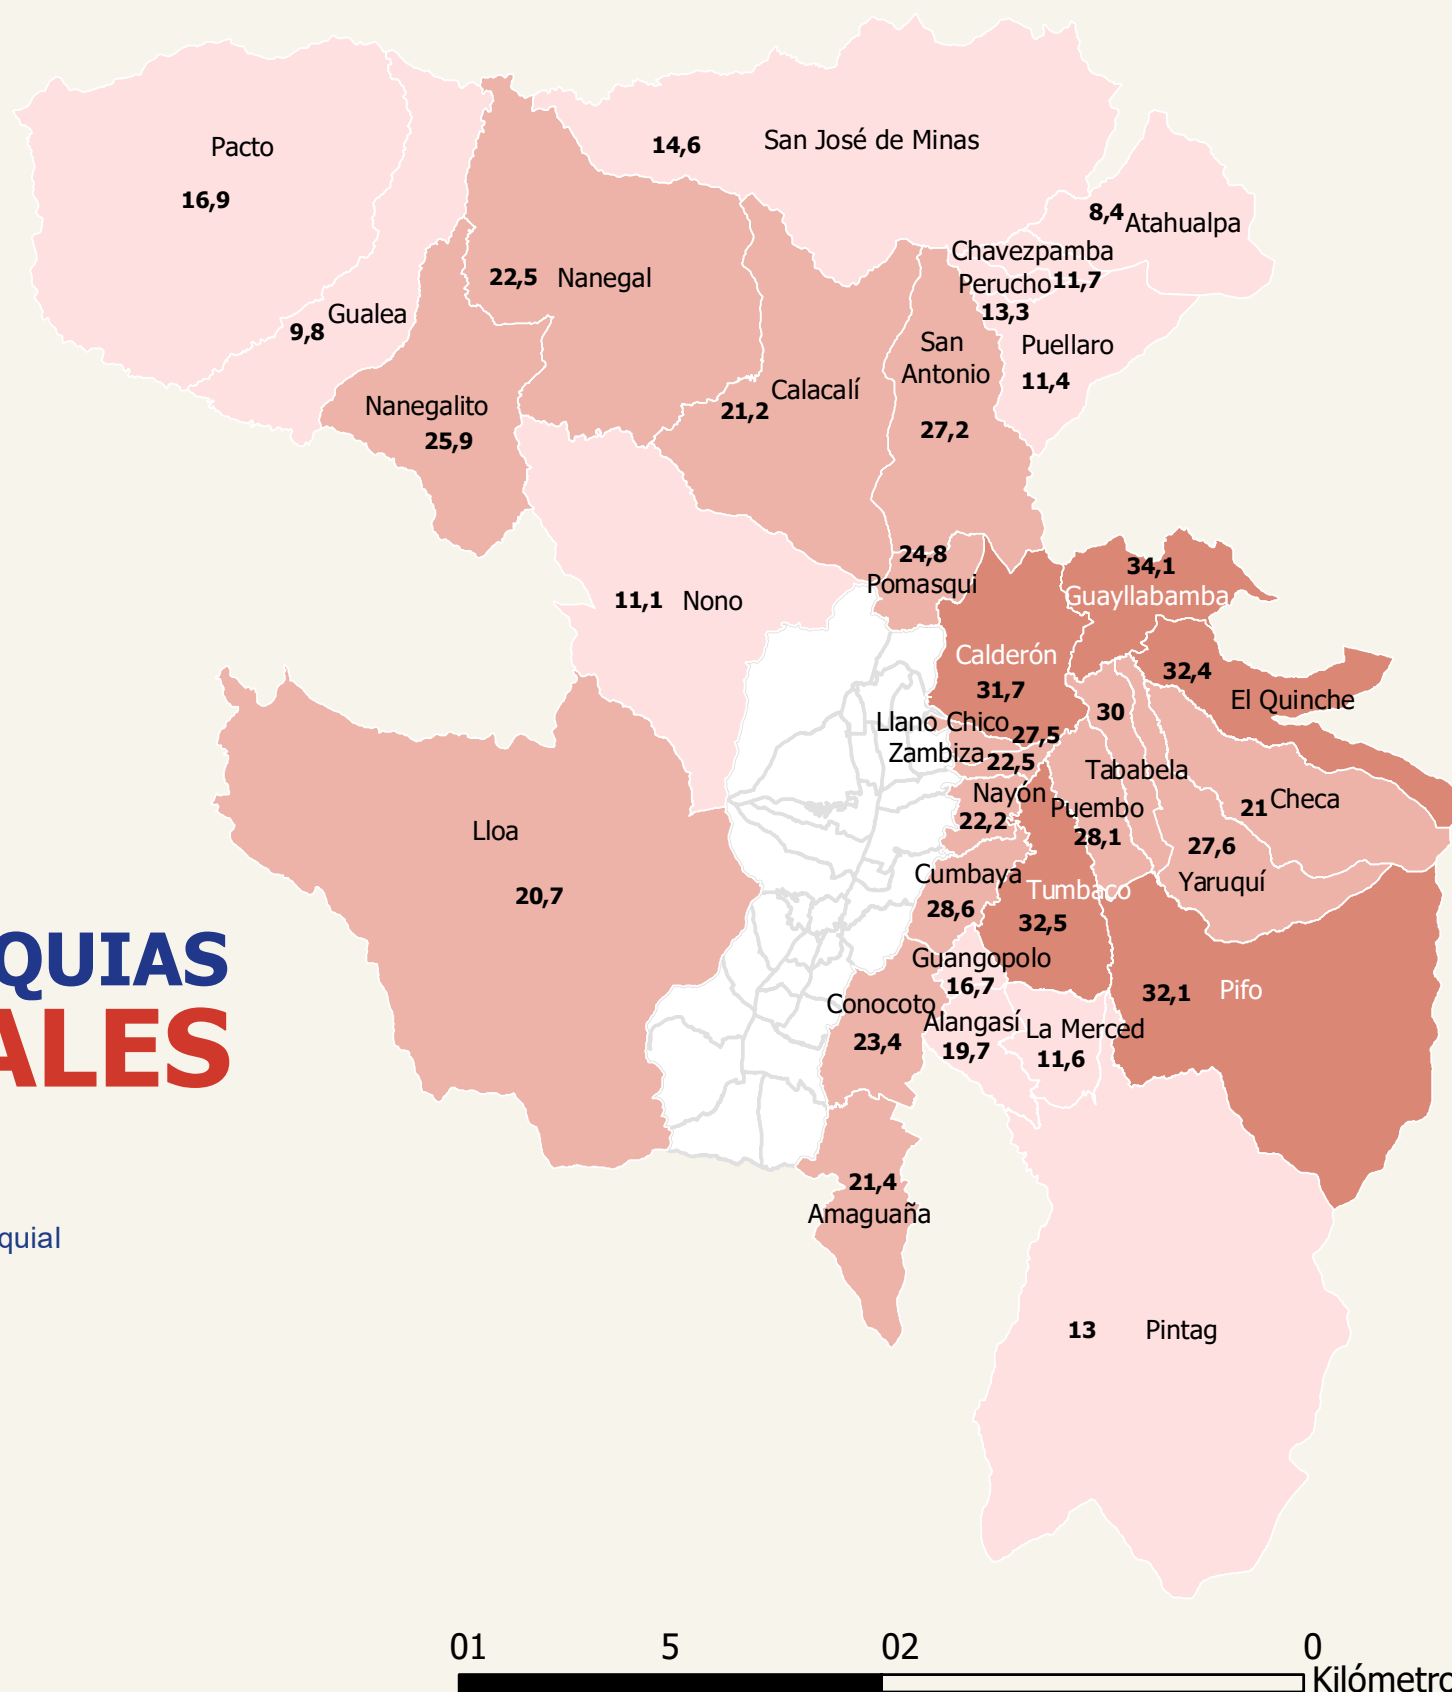 Pacto
16,9
14,6 San José de Minas
8,4 Atahualpa
Chavezpamba
11,7
Perucho
13,3
22,5 Nanegal
Gualea
9,8
Puellaro
11,4
San
Antonio
27,2
Calacalí
21,2
Nanegalito
25,9
24,8
Pomasqui
34,1
Guayllabamba
11,1 Nono
Calderón
31,7
32,4
El Quinche
Llano Chico
27,5
30
Tababela
Zambiza
22,5
Nayón
22,2
Puembo
28,1
21 Checa
27,6
Yaruquí
Lloa
20,7
Cumbaya
28,6
Tumbaco
32,5
QUIAS
ALES
Guangopolo
16,7
32,1 Pifo
Conocoto
23,4
Alangasí
19,7
La Merced
11,6
21,4
Amaguaña
quial
13 Pintag
01 5 02 0
Kilómetro